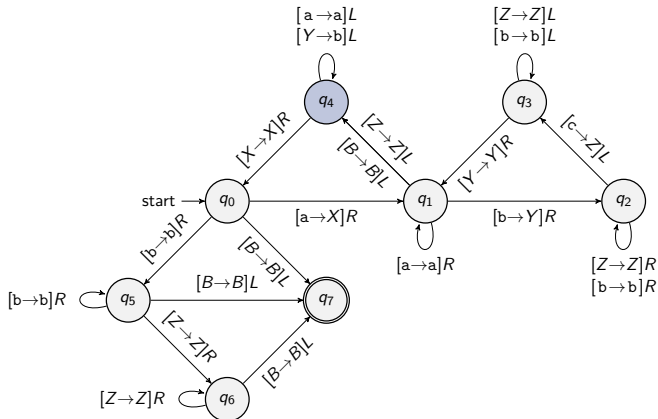 [a→a]L
[Y→b]L
[Z→Z]L
[b→b]L
q4
q3
[X→X]R
[Z→Z]L
[B→B]L
[Y→Y]R
[c→Z]L
start
q0
[a→X]R
q1
[b→Y]R
q2
[b→b]R
[B→B]L
[a→a]R
[Z→Z]R
[b→b]R
[b→b]R
q5
[B→B]L
q7
[Z→Z]R
[B→B]L
[Z→Z]R
q6